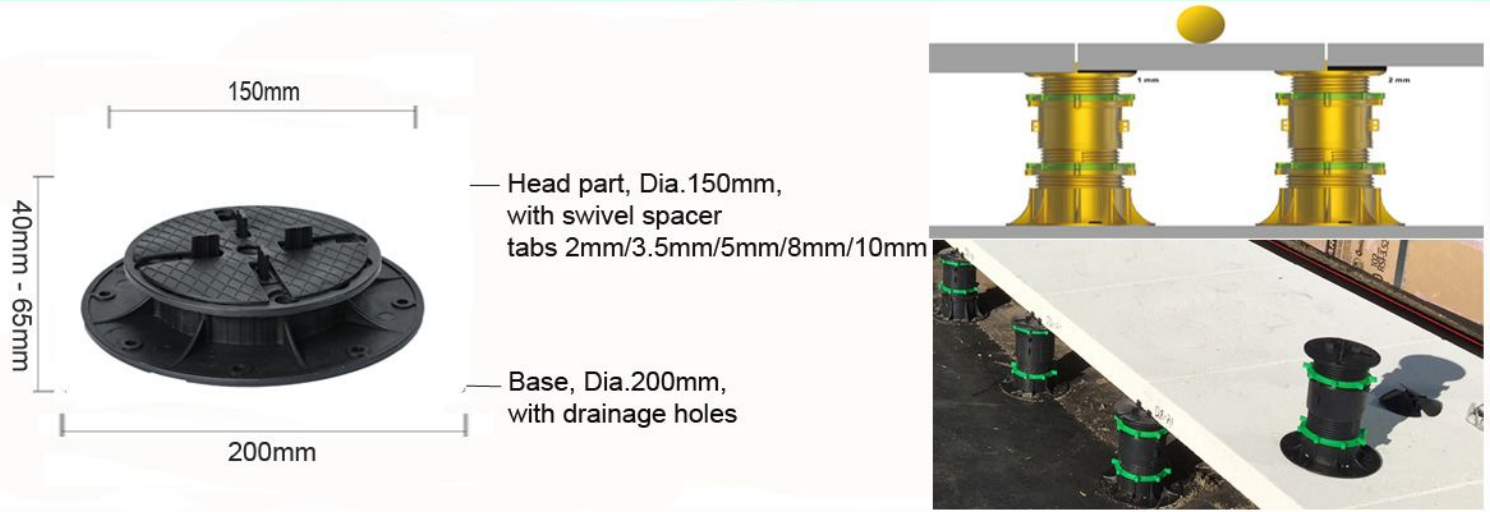 150mm
40mm - 65mm
Head part, Dia.150mm,
with swivel spacer
tabs 2mm/3.5mm/5mm/8mm/10mm
Base, Dia.200mm,
with drainage holes
200mm
1 mm
2 mm